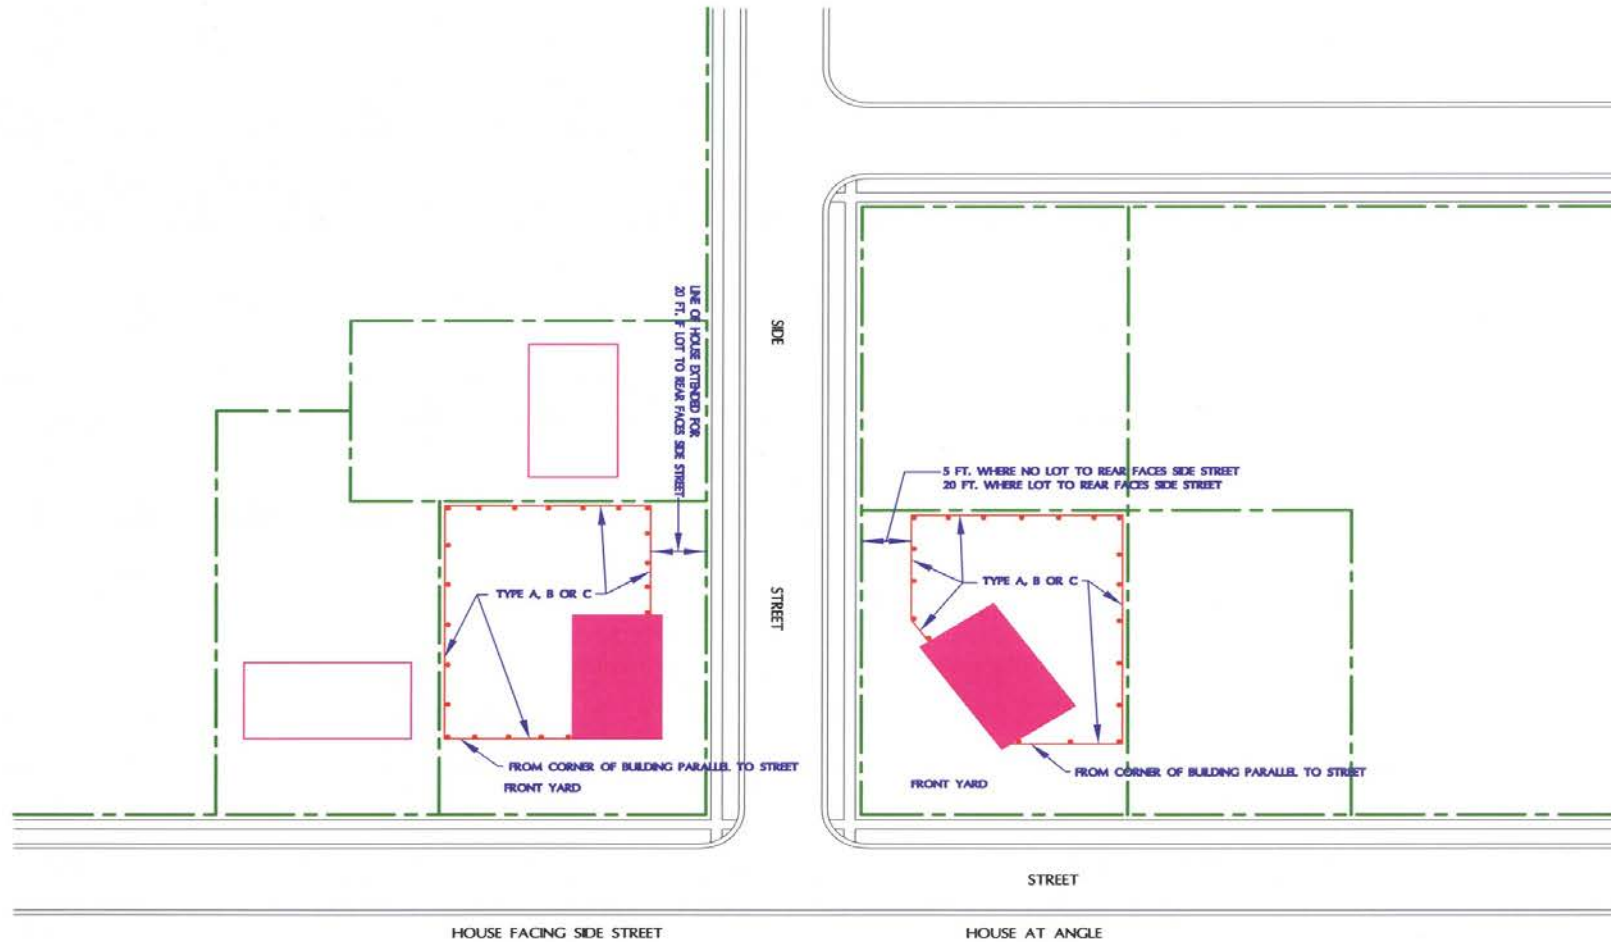 LINE OF HOUSE EXTENDED FOR
20 FT. IF LOT TO REAR FACES SIDE STREET
SIDE
STREET
5 FT. WHERE NO LOT TO REAR FACES SIDE STREET
20 FT. WHERE LOT TO REAR FACES SIDE STREET
TYPE A, B OR C
TYPE A, B OR C
FROM CORNER OF BUILDING PARALLEL TO STREET
FRONT YARD
FROM CORNER OF BUILDING PARALLEL TO STREET
FRONT YARD
STREET
HOUSE FACING SIDE STREET
HOUSE AT ANGLE